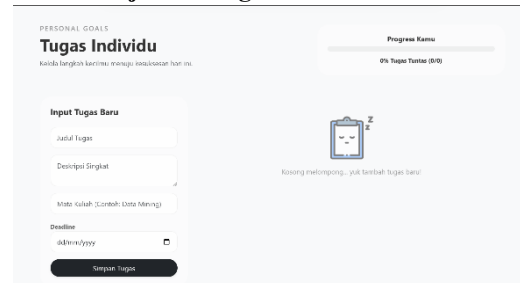 PERSONAL GOALS
Tugas Individu
Kelola langkah kecilmu menuju kesuksesan hari ini.
Progress Kamu
0% Tugas Tuntas (0/0)
Input Tugas Baru
Judul Tugas
Deskripsi Singkat
Mata Kuliah (Contoh: Data Mining)
Deadline
dd/mm/yyyy
Simpan Tugas
z
z
Kosong melompong... yuk tambah tugas baru!